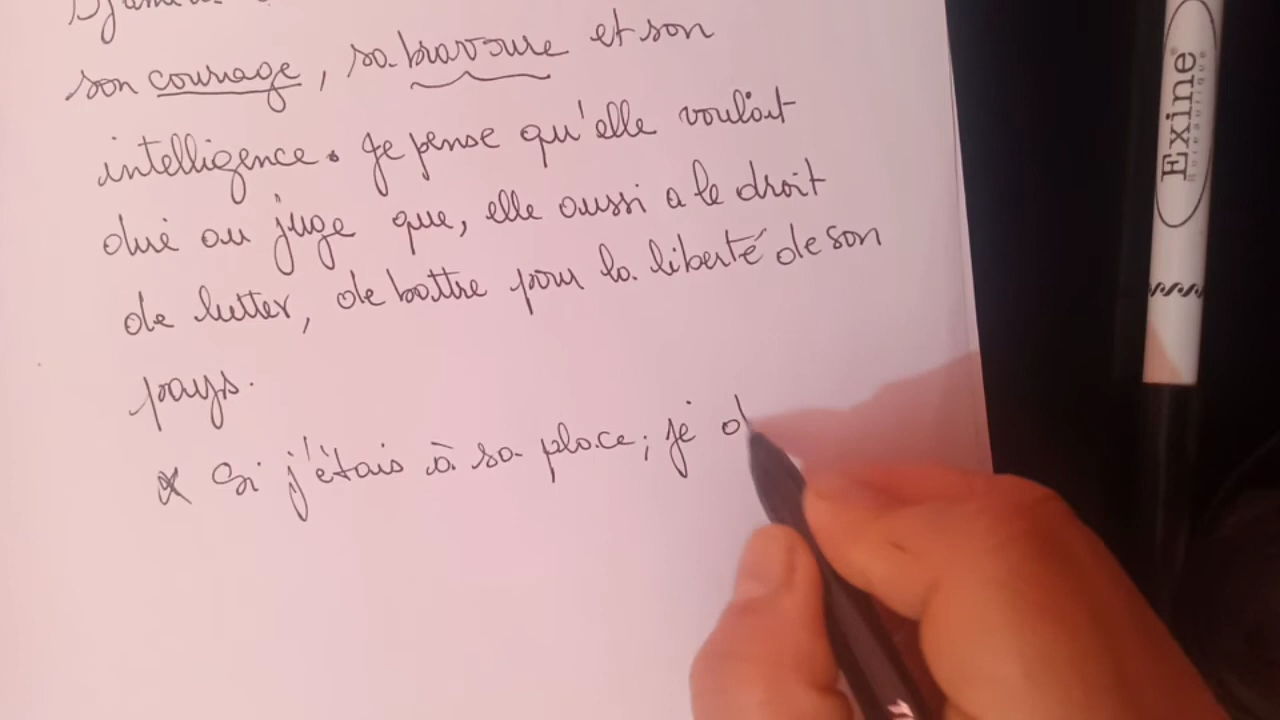 son courage, sa bravoure et son
intelligence. Je pense qu'elle voulait
dire au juge que, elle aussi a le droit
de lutter, de battre pour la liberté de son
pays.
* Si j'étais à sa place; je d
Exine